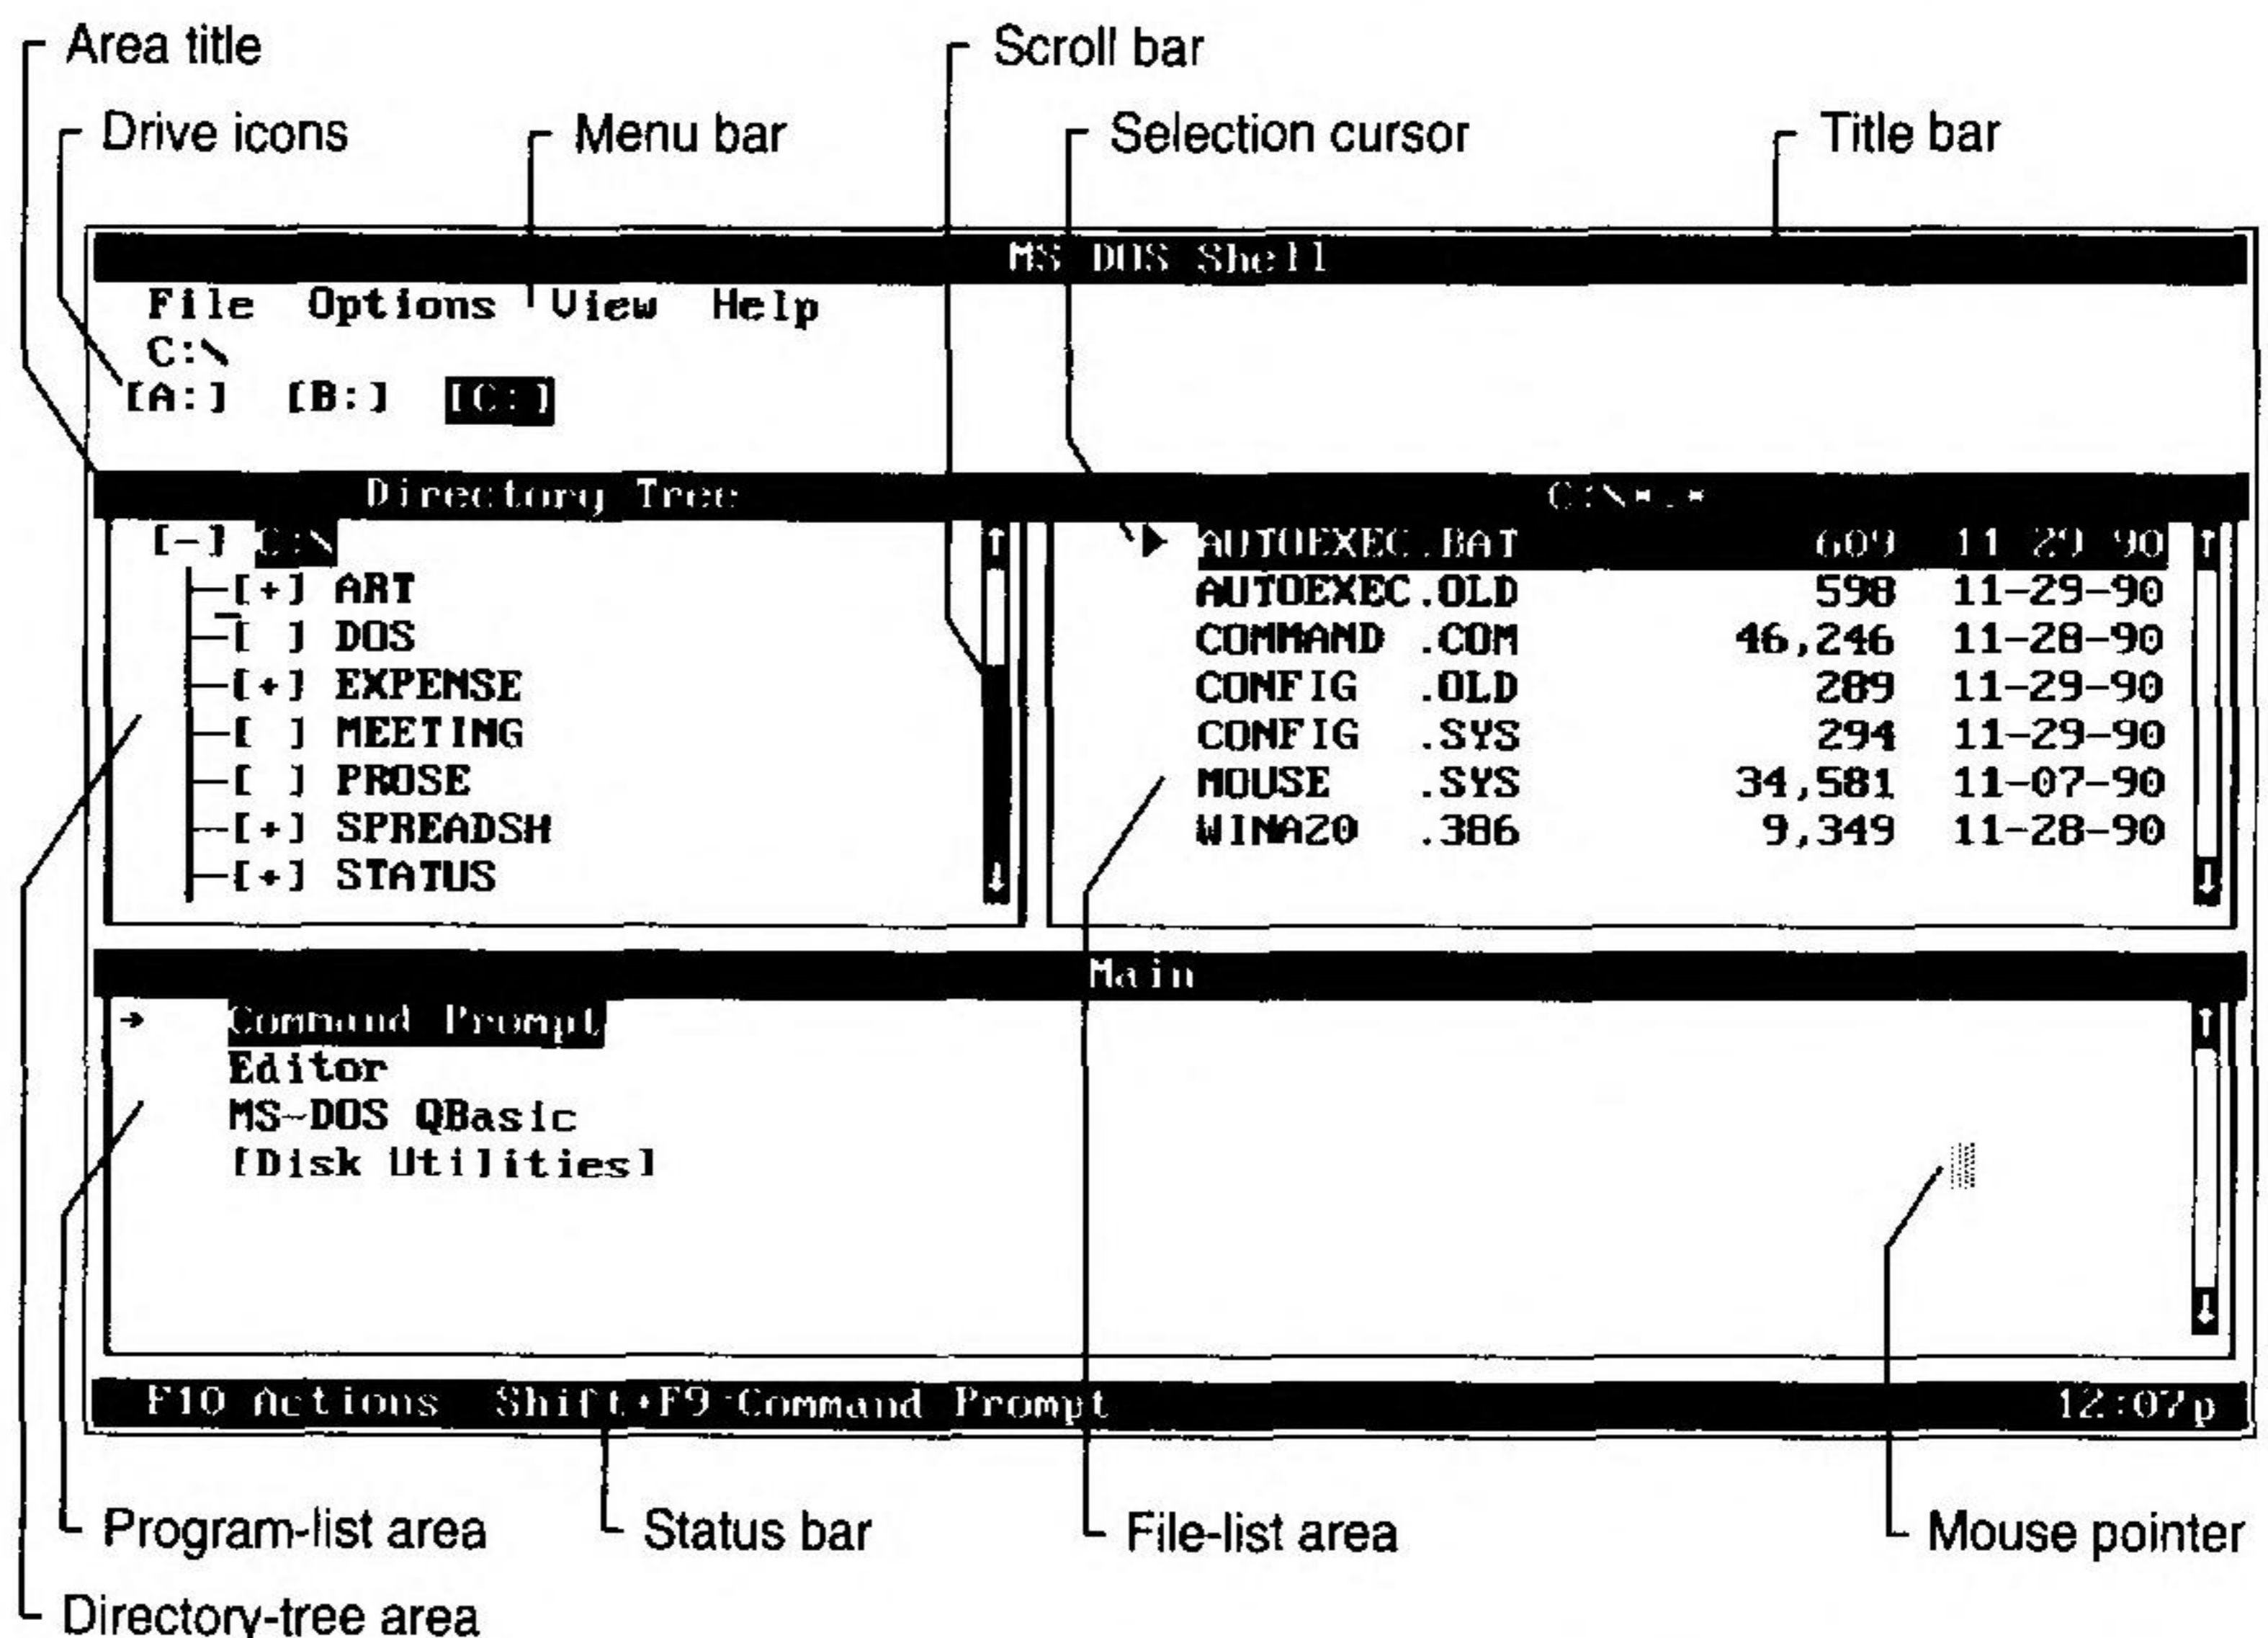 Area title
Scroll bar
Drive icons
Menu bar
Selection cursor
Title bar
MS-DOS Shell
File Options View Help
C:\
[A:] [B:] [C:]
Directory Tree
C:\*.*
[-] C:\
[+] ART
[ ] DOS
[+] EXPENSE
[ ] MEETING
[ ] PROSE
[+] SPREADSH
[+] STATUS
AUTOEXEC.BAT 609 11-29-90
AUTOEXEC.OLD 598 11-29-90
COMMAND .COM 46,246 11-28-90
CONFIG .OLD 289 11-29-90
CONFIG .SYS 294 11-29-90
MOUSE .SYS 34,581 11-07-90
WINA20 .386 9,349 11-28-90
Main
Command Prompt
Editor
MS-DOS QBasic
[Disk Utilities]
F10=Actions Shift+F9=Command Prompt 12:07p
Program-list area
Status bar
File-list area
Mouse pointer
Directory-tree area